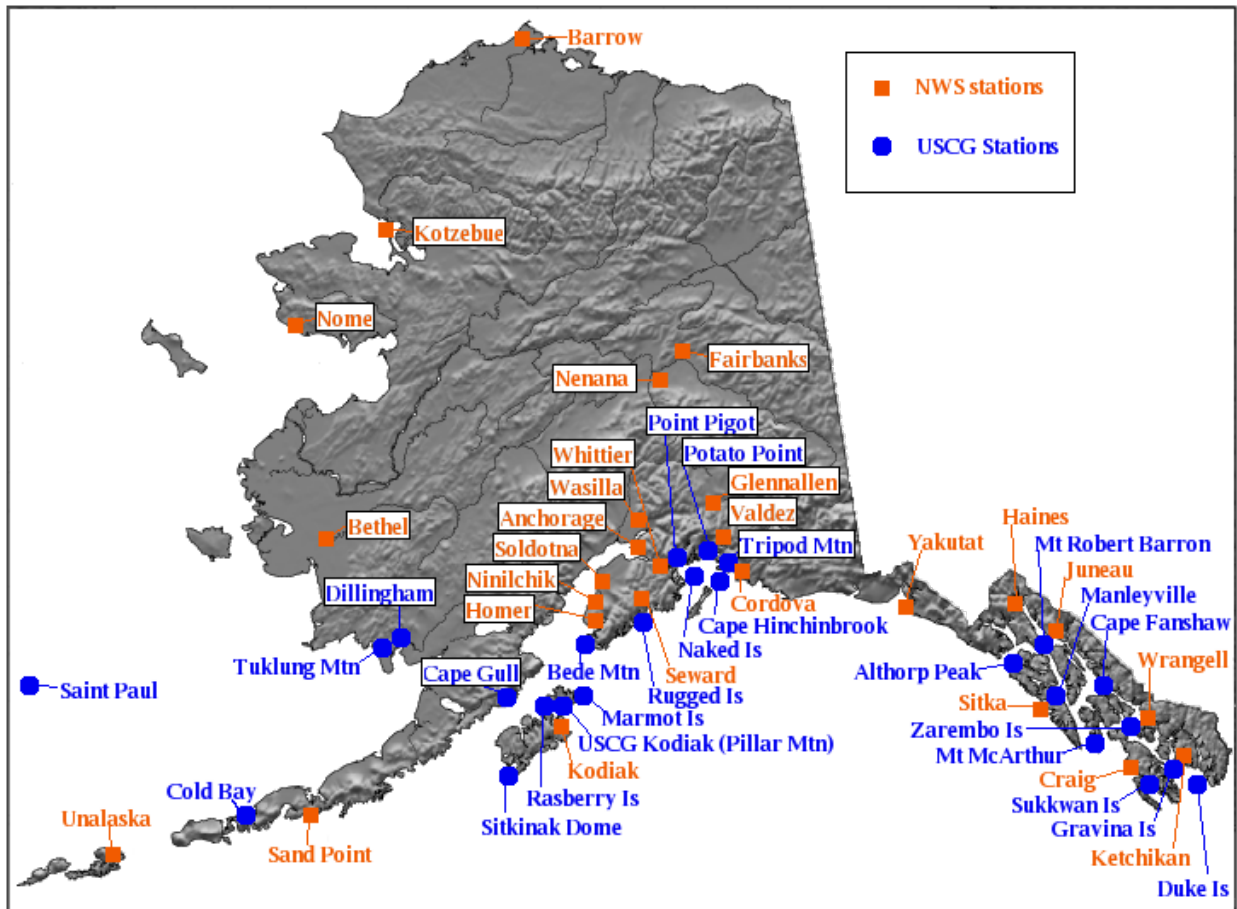 Barrow
NWS stations
USCG Stations
Kotzebue
Nome
Fairbanks
Nenana
Point Pigot
Whittier
Potato Point
Wasilla
Glennallen
Anchorage
Valdez
Bethel
Haines
Soldotna
Tripod Mtn
Yakutat
Mt Robert Barron
Juneau
Ninilchik
Dillingham
Manleyville
Homer
Cordova
Cape Hinchinbrook
Cape Fanshaw
Naked Is
Wrangell
Tuklung Mtn
Cape Gull
Bede Mtn
Seward
Althorp Peak
Saint Paul
Rugged Is
Sitka
Marmot Is
Zarembo Is
USCG Kodiak (Pillar Mtn)
Mt McArthur
Kodiak
Craig
Cold Bay
Rasberry Is
Sukkwan Is
Unalaska
Sitkinak Dome
Gravina Is
Sand Point
Ketchikan
Duke Is